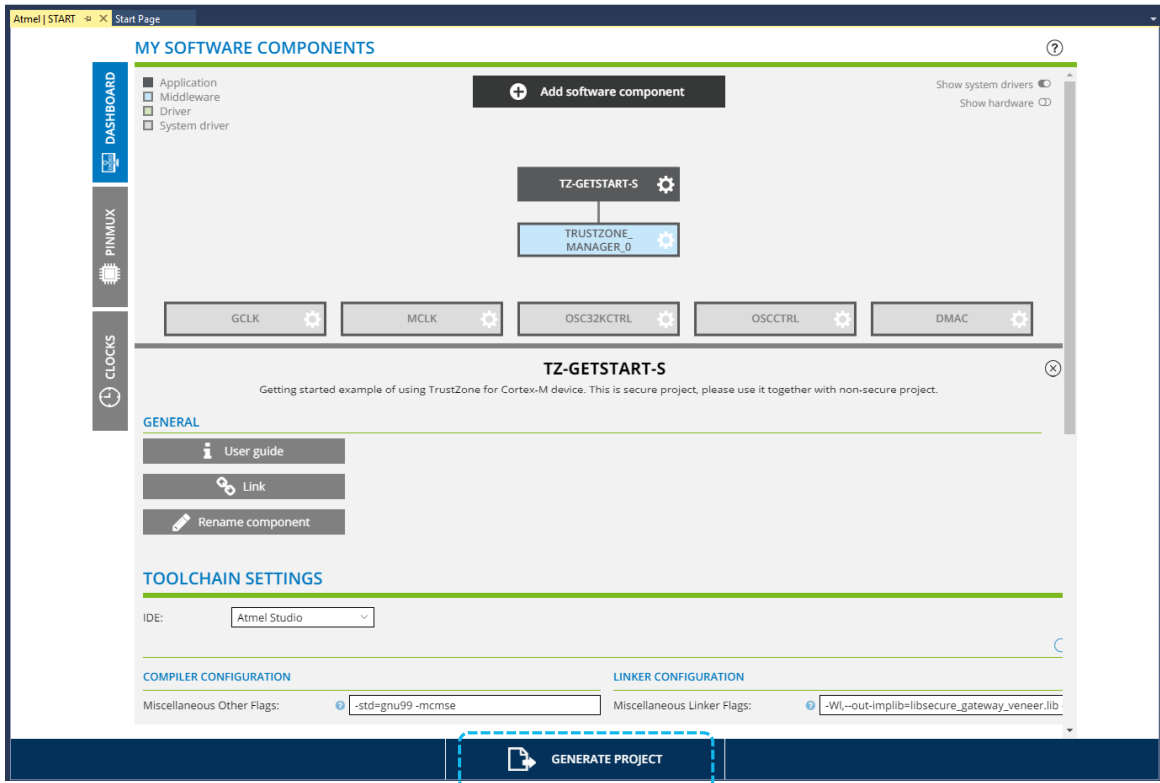 Atmel | START
Start Page
MY SOFTWARE COMPONENTS
?
DASHBOARD
PINMUX
CLOCKS
Application
Middleware
Driver
System driver
Add software component
Show system drivers
Show hardware
TZ-GETSTART-S
TRUSTZONE_
MANAGER_0
GCLK
MCLK
OSC32KCTRL
OSCCTRL
DMAC
TZ-GETSTART-S
Getting started example of using TrustZone for Cortex-M device. This is secure project, please use it together with non-secure project.
GENERAL
User guide
Link
Rename component
TOOLCHAIN SETTINGS
IDE:
Atmel Studio
COMPILER CONFIGURATION
LINKER CONFIGURATION
Miscellaneous Other Flags:
?
-std=gnu99 -mcmse
Miscellaneous Linker Flags:
?
-Wl,--out-implib=libsecure_gateway_veneer.lib
GENERATE PROJECT